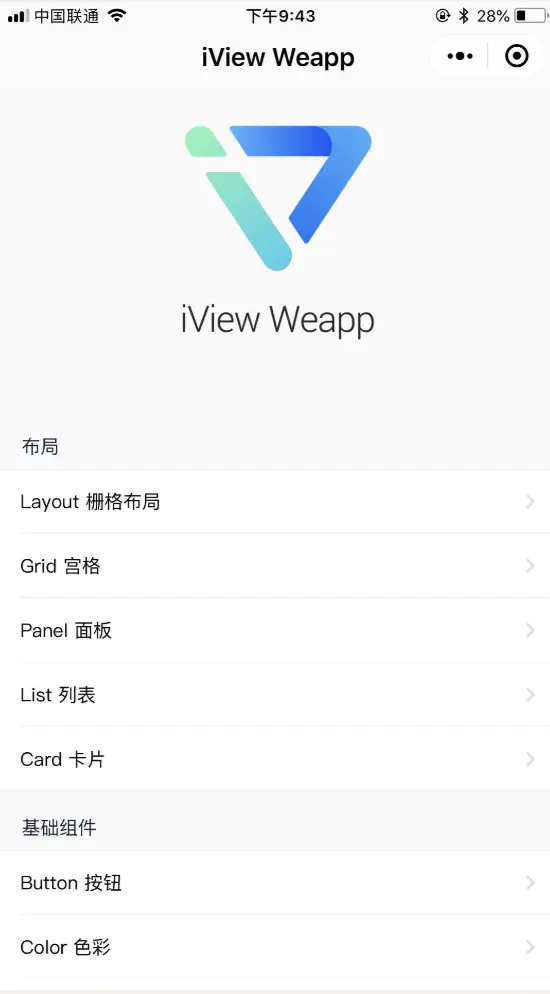 中国联通 下午9:43 28%
iView Weapp
iView Weapp
布局
Layout 栅格布局
Grid 宫格
Panel 面板
List 列表
Card 卡片
基础组件
Button 按钮
Color 色彩